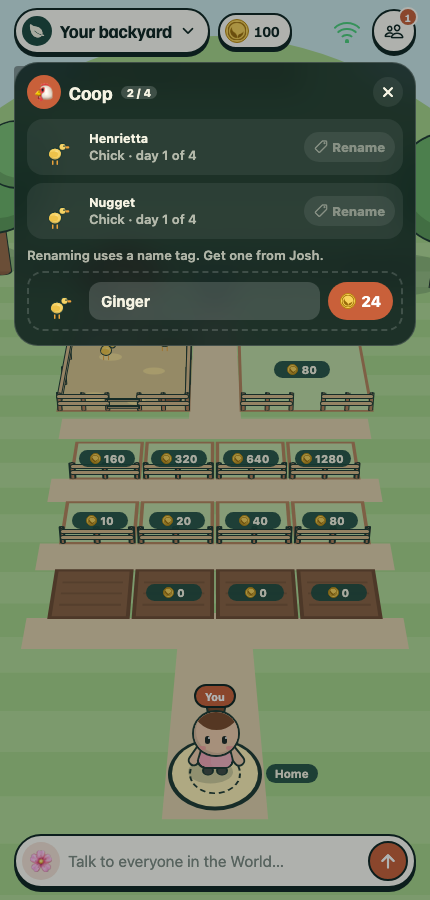 Your backyard
100
1
Coop 2 / 4
Henrietta
Chick · day 1 of 4
Rename
Nugget
Chick · day 1 of 4
Rename
Renaming uses a name tag. Get one from Josh.
Ginger
24
80
160 320 640 1280
10 20 40 80
0 0 0
You
Home
Talk to everyone in the World...